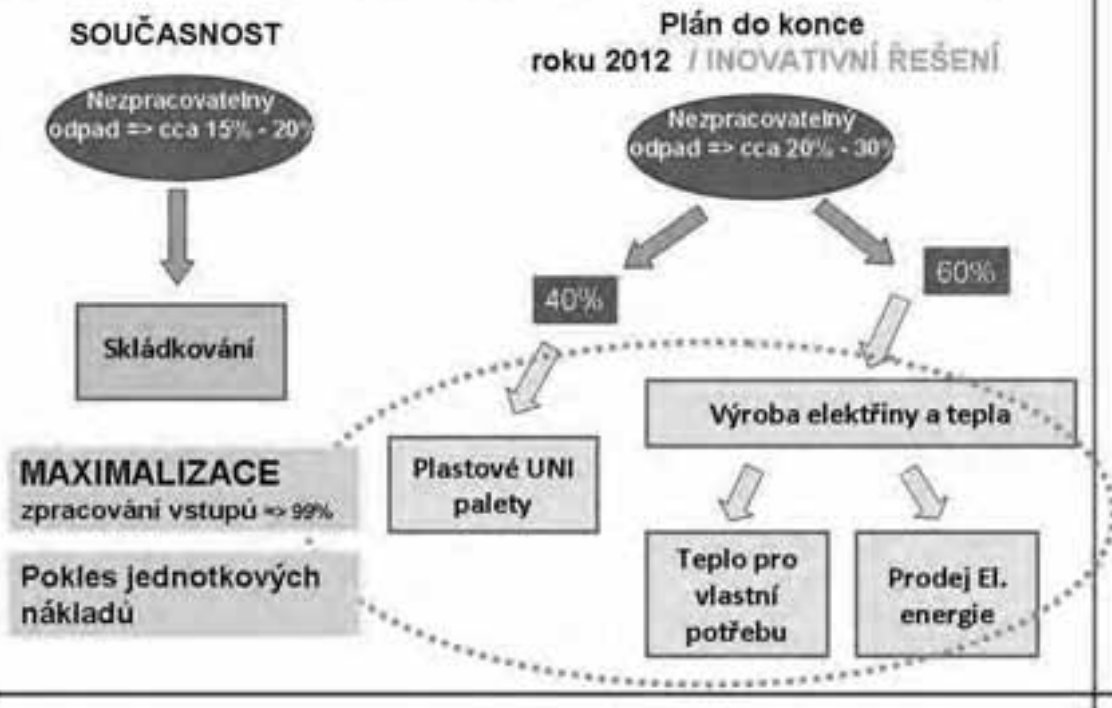 SOUČASNOST
Nezpracovatelný
odpad => cca 15% - 20%
Skládkování
MAXIMALIZACE
zpracování vstupů => 99%
Pokles jednotkových
nákladů
Plán do konce
roku 2012 / INOVATIVNÍ ŘEŠENÍ
Nezpracovatelný
odpad => cca 20% - 30%
40%
60%
Plastové UNI
palety
Výroba elektřiny a tepla
Teplo pro
vlastní
potřebu
Prodej El.
energie